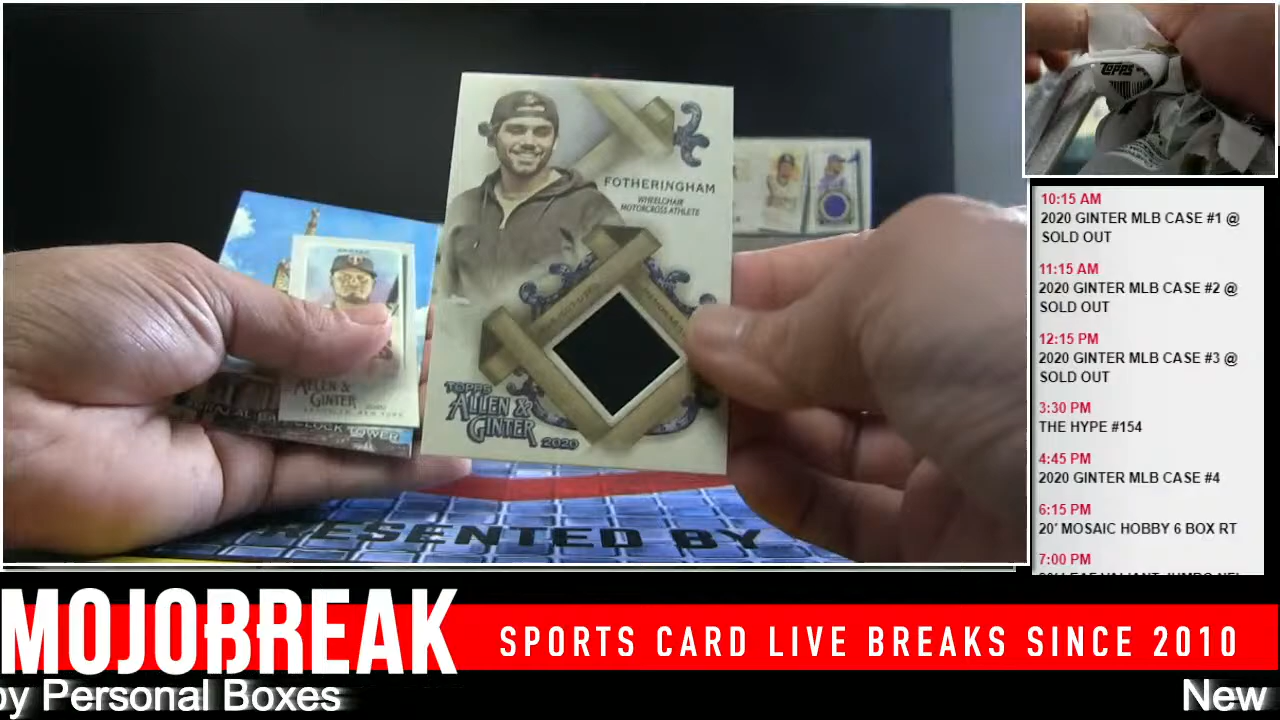 TOPPS
FOTHERINGHAM
WHEELCHAIR
MOTORCROSS ATHLETE
TOPPS
ALLEN &
GINTER
2020
ALLEN &
GINTER
CLOCK TOWER
PRESENTED BY
10:15 AM
2020 GINTER MLB CASE #1 @
SOLD OUT
11:15 AM
2020 GINTER MLB CASE #2 @
SOLD OUT
12:15 PM
2020 GINTER MLB CASE #3 @
SOLD OUT
3:30 PM
THE HYPE #154
4:45 PM
2020 GINTER MLB CASE #4
6:15 PM
20' MOSAIC HOBBY 6 BOX RT
7:00 PM
MOJOBREAK
SPORTS CARD LIVE BREAKS SINCE 2010
by Personal Boxes
New